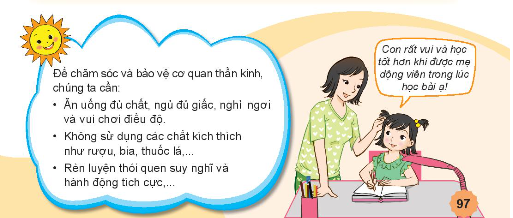 Để chăm sóc và bảo vệ cơ quan thần kinh,
chúng ta cần:
• Ăn uống đủ chất, ngủ đủ giấc, nghỉ ngơi
và vui chơi điều độ.
• Không sử dụng các chất kích thích
như rượu, bia, thuốc lá,...
• Rèn luyện thói quen suy nghĩ và
hành động tích cực,...
Con rất vui và học
tốt hơn khi được mẹ
động viên trong lúc
học bài ạ!
97